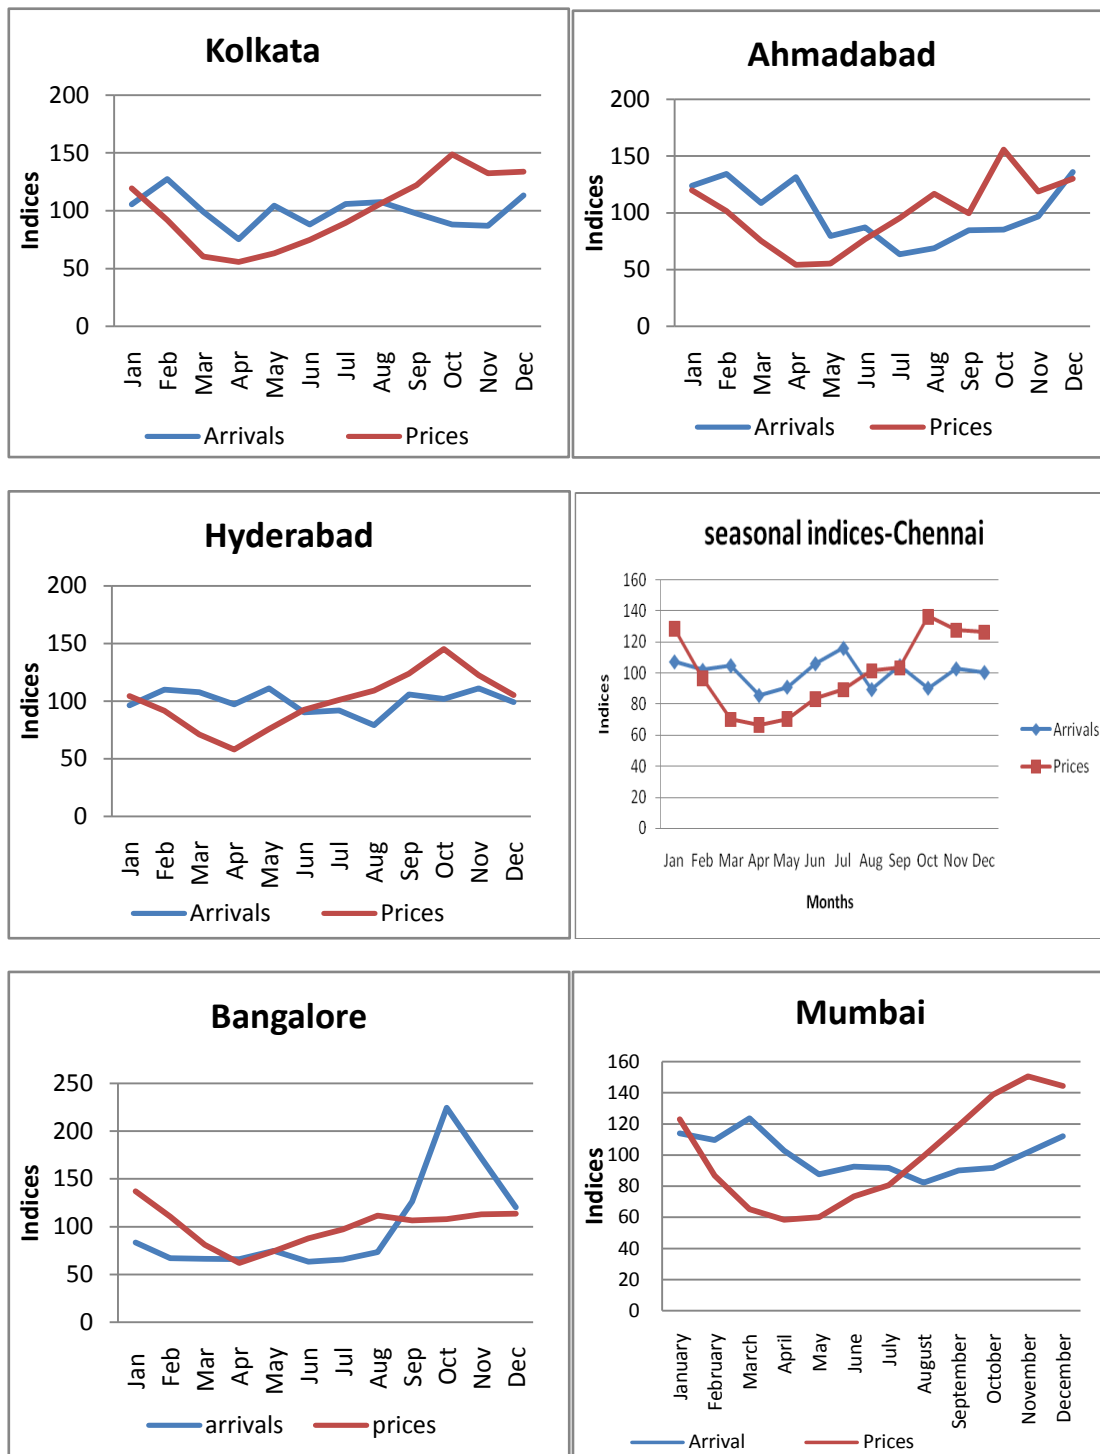 Kolkata
200
150
100
50
0
Indices
Jan Feb Mar Apr May Jun Jul Aug Sep Oct Nov Dec
Arrivals Prices
Ahmadabad
200
150
100
50
0
Indices
Jan Feb Mar Apr May Jun Jul Aug Sep Oct Nov Dec
Arrivals Prices
Hyderabad
200
150
100
50
0
Indices
Jan Feb Mar Apr May Jun Jul Aug Sep Oct Nov Dec
Arrivals Prices
seasonal indices-Chennai
160
140
120
100
80
60
40
20
0
Indices
Jan Feb Mar Apr May Jun Jul Aug Sep Oct Nov Dec
Months
Arrivals
Prices
Bangalore
250
200
150
100
50
0
Indices
Jan Feb Mar Apr May Jun Jul Aug Sep Oct Nov Dec
arrivals prices
Mumbai
160
140
120
100
80
60
40
20
0
Indices
January February March April May June July August September October November December
Arrival Prices